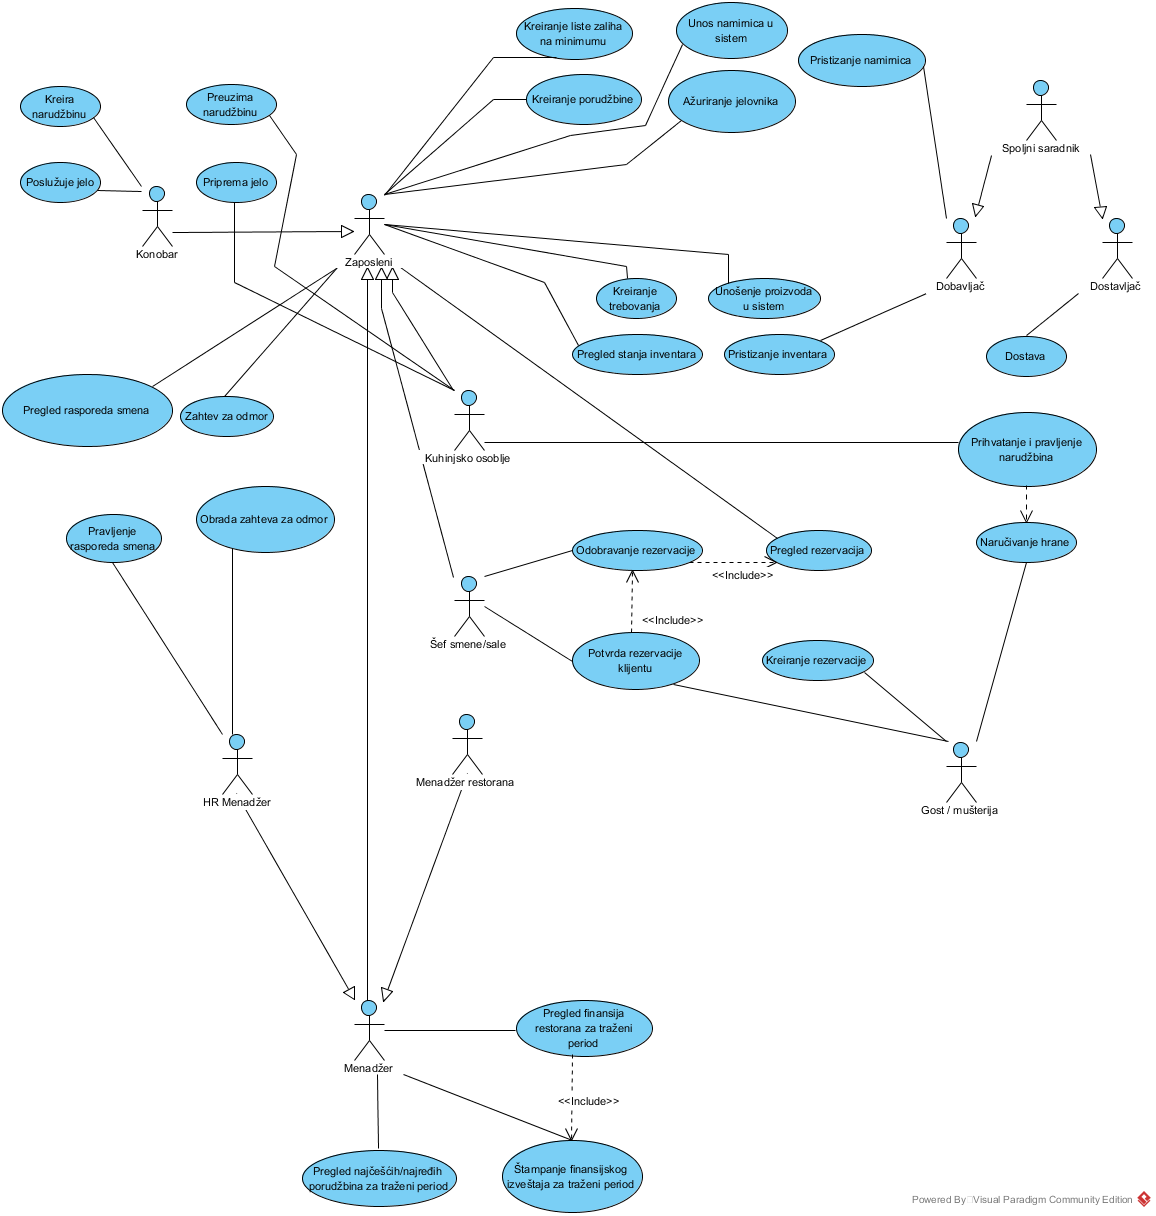 Kreiranje liste zaliha
na minimumu
Unos namirnica u
sistem
Pristizanje namirnica
Kreira
narudžbinu
Preuzima
narudžbinu
Kreiranje porudžbine
Ažuriranje jelovnika
Spoljni saradnik
Poslužuje jelo
Priprema jelo
Konobar
Zaposleni
Kreiranje
trebovanja
Unošenje proizvoda
u sistem
Dobavljač
Dostavljač
Pregled stanja inventara
Pristizanje inventara
Dostava
Pregled rasporeda smena
Zahtev za odmor
Kuhinjsko osoblje
Prihvatanje i pravljenje
narudžbina
Pravljenje
rasporeda smena
Obrada zahteva za odmor
Odobravanje rezervacije
Pregled rezervacija
Naručivanje hrane
<<Include>>
<<Include>>
Šef smene/sale
Potvrda rezervacije
klijentu
Kreiranje rezervacije
HR Menadžer
Menadžer restorana
Gost / mušterija
Pregled finansija
restorana za traženi
period
Menadžer
<<Include>>
Pregled najčešćih/najređih
porudžbina za traženi period
Štampanje finansijskog
izveštaja za traženi period
Powered By Visual Paradigm Community Edition